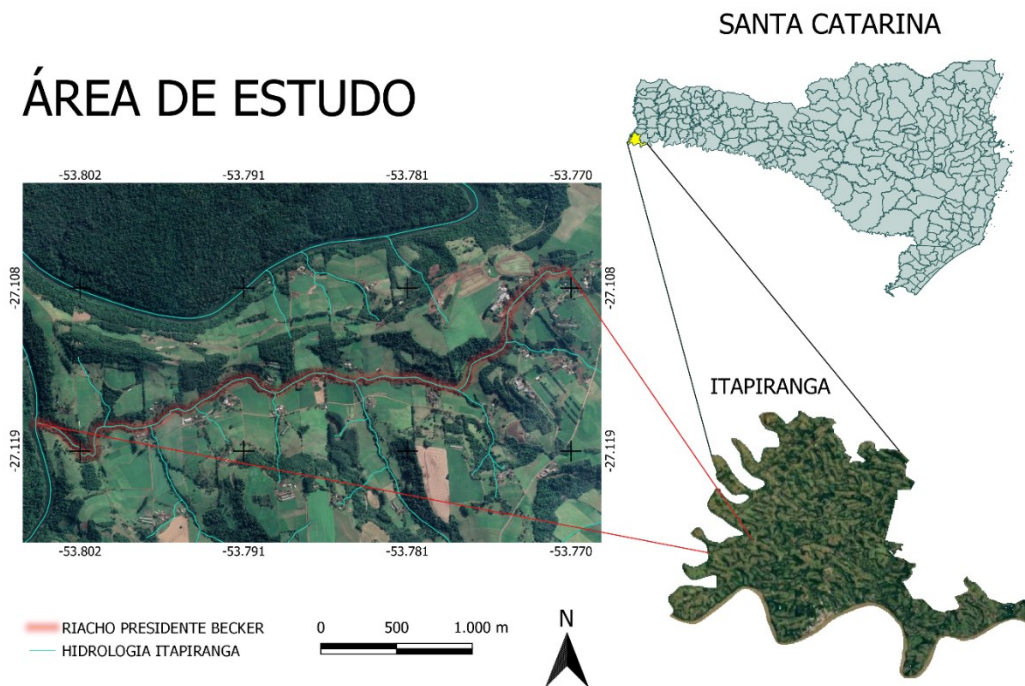 SANTA CATARINA
ÁREA DE ESTUDO
-53.802 -53.791 -53.781 -53.770
-27.108 -27.108
ITAPIRANGA
-27.119 -27.119
-53.802 -53.791 -53.781 -53.770
RIACHO PRESIDENTE BECKER
HIDROLOGIA ITAPIRANGA
0 500 1.000 m
N